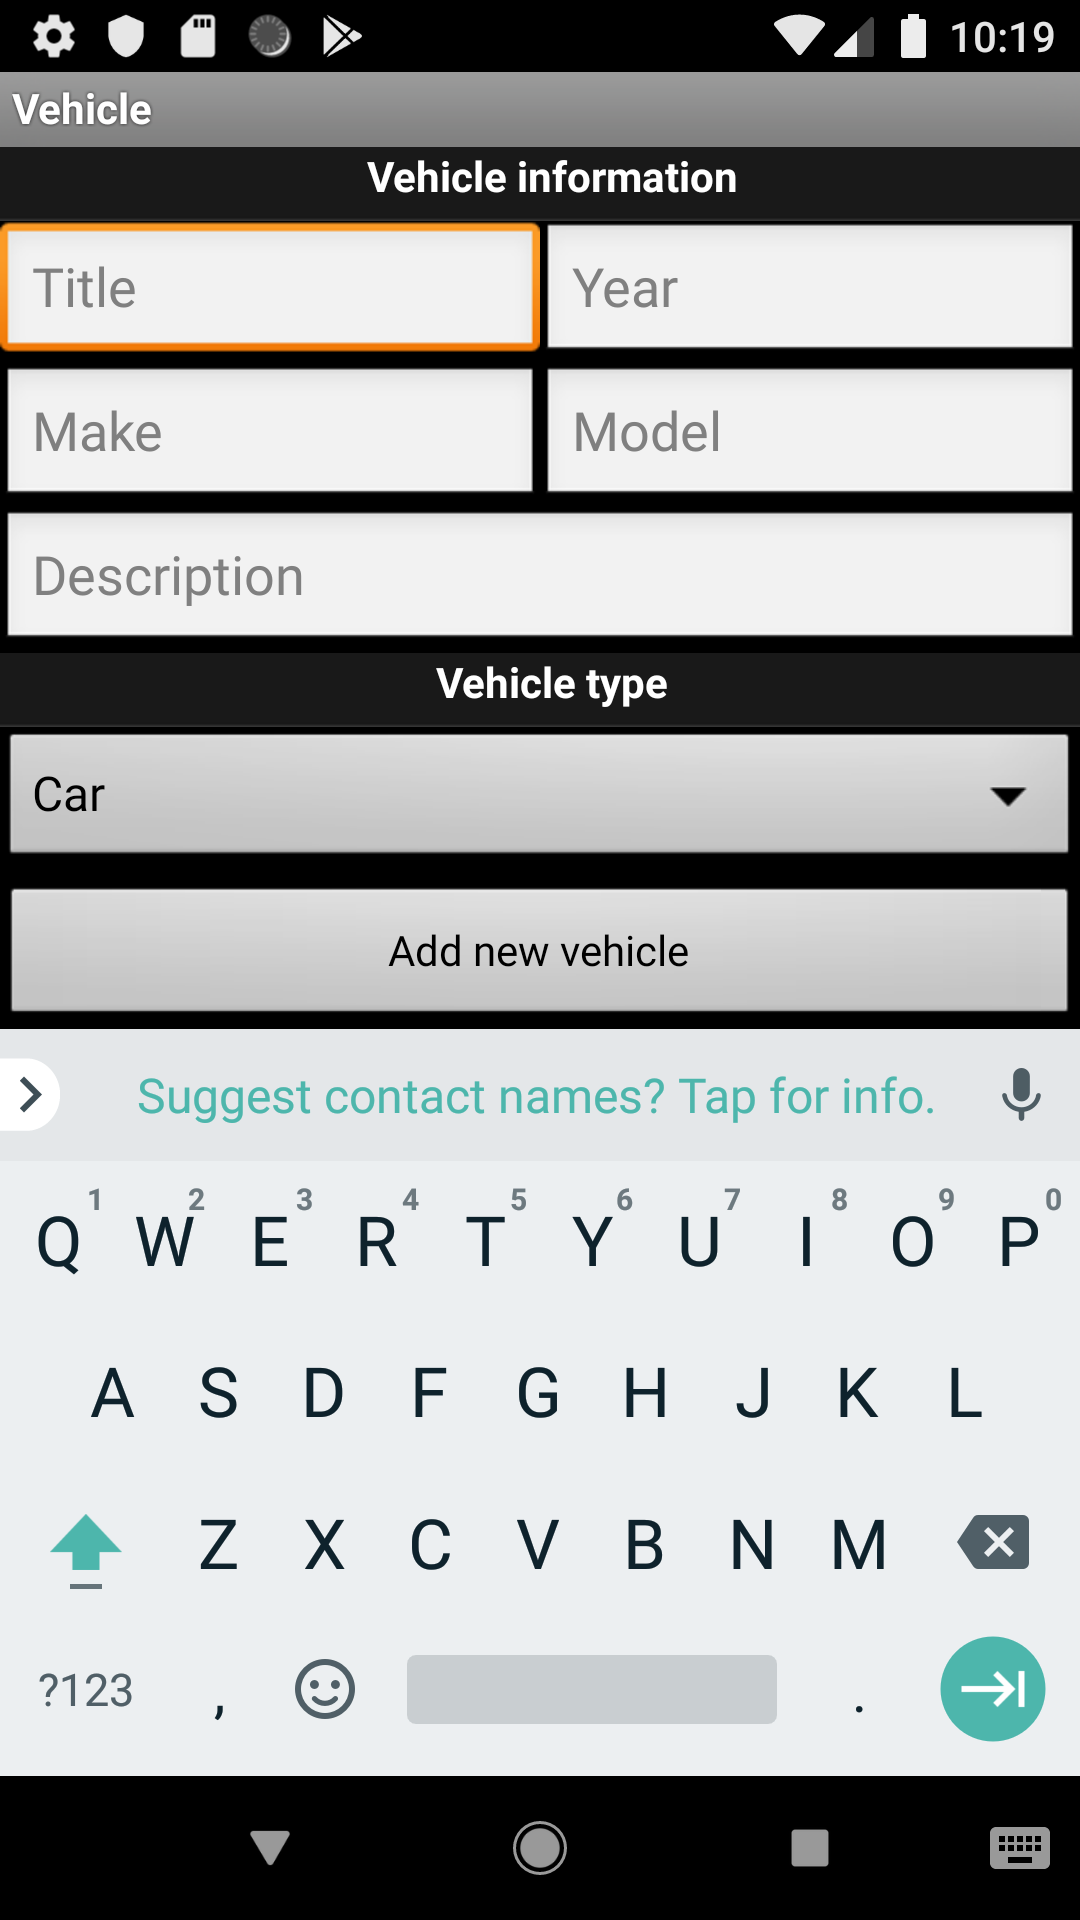 10:19
Vehicle
Vehicle information
Title Year
Make Model
Description
Vehicle type
Car
Add new vehicle
Suggest contact names? Tap for info.
1 2 3 4 5 6 7 8 9 0
Q W E R T Y U I O P
A S D F G H J K L
Z X C V B N M
?123 , .